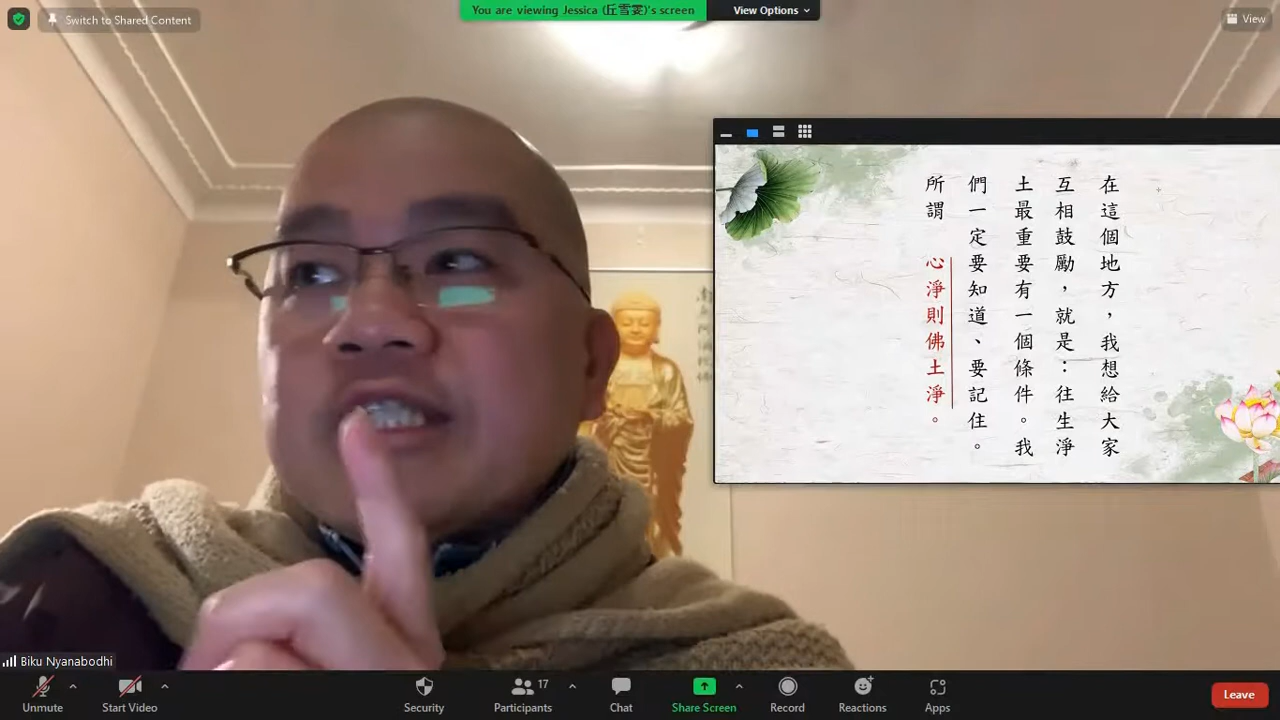 Switch to Shared Content
You are viewing Jessica (丘雪雯)'s screen
View Options
View
在這個地方，我想給大家
互相鼓勵，就是：往生淨
土最重要有一個條件。我
們一定要知道、要記住。
所謂 心淨則佛土淨。
Biku Nyanabodhi
Unmute
Start Video
Security
Participants
17
Chat
Share Screen
Record
Reactions
Apps
Leave